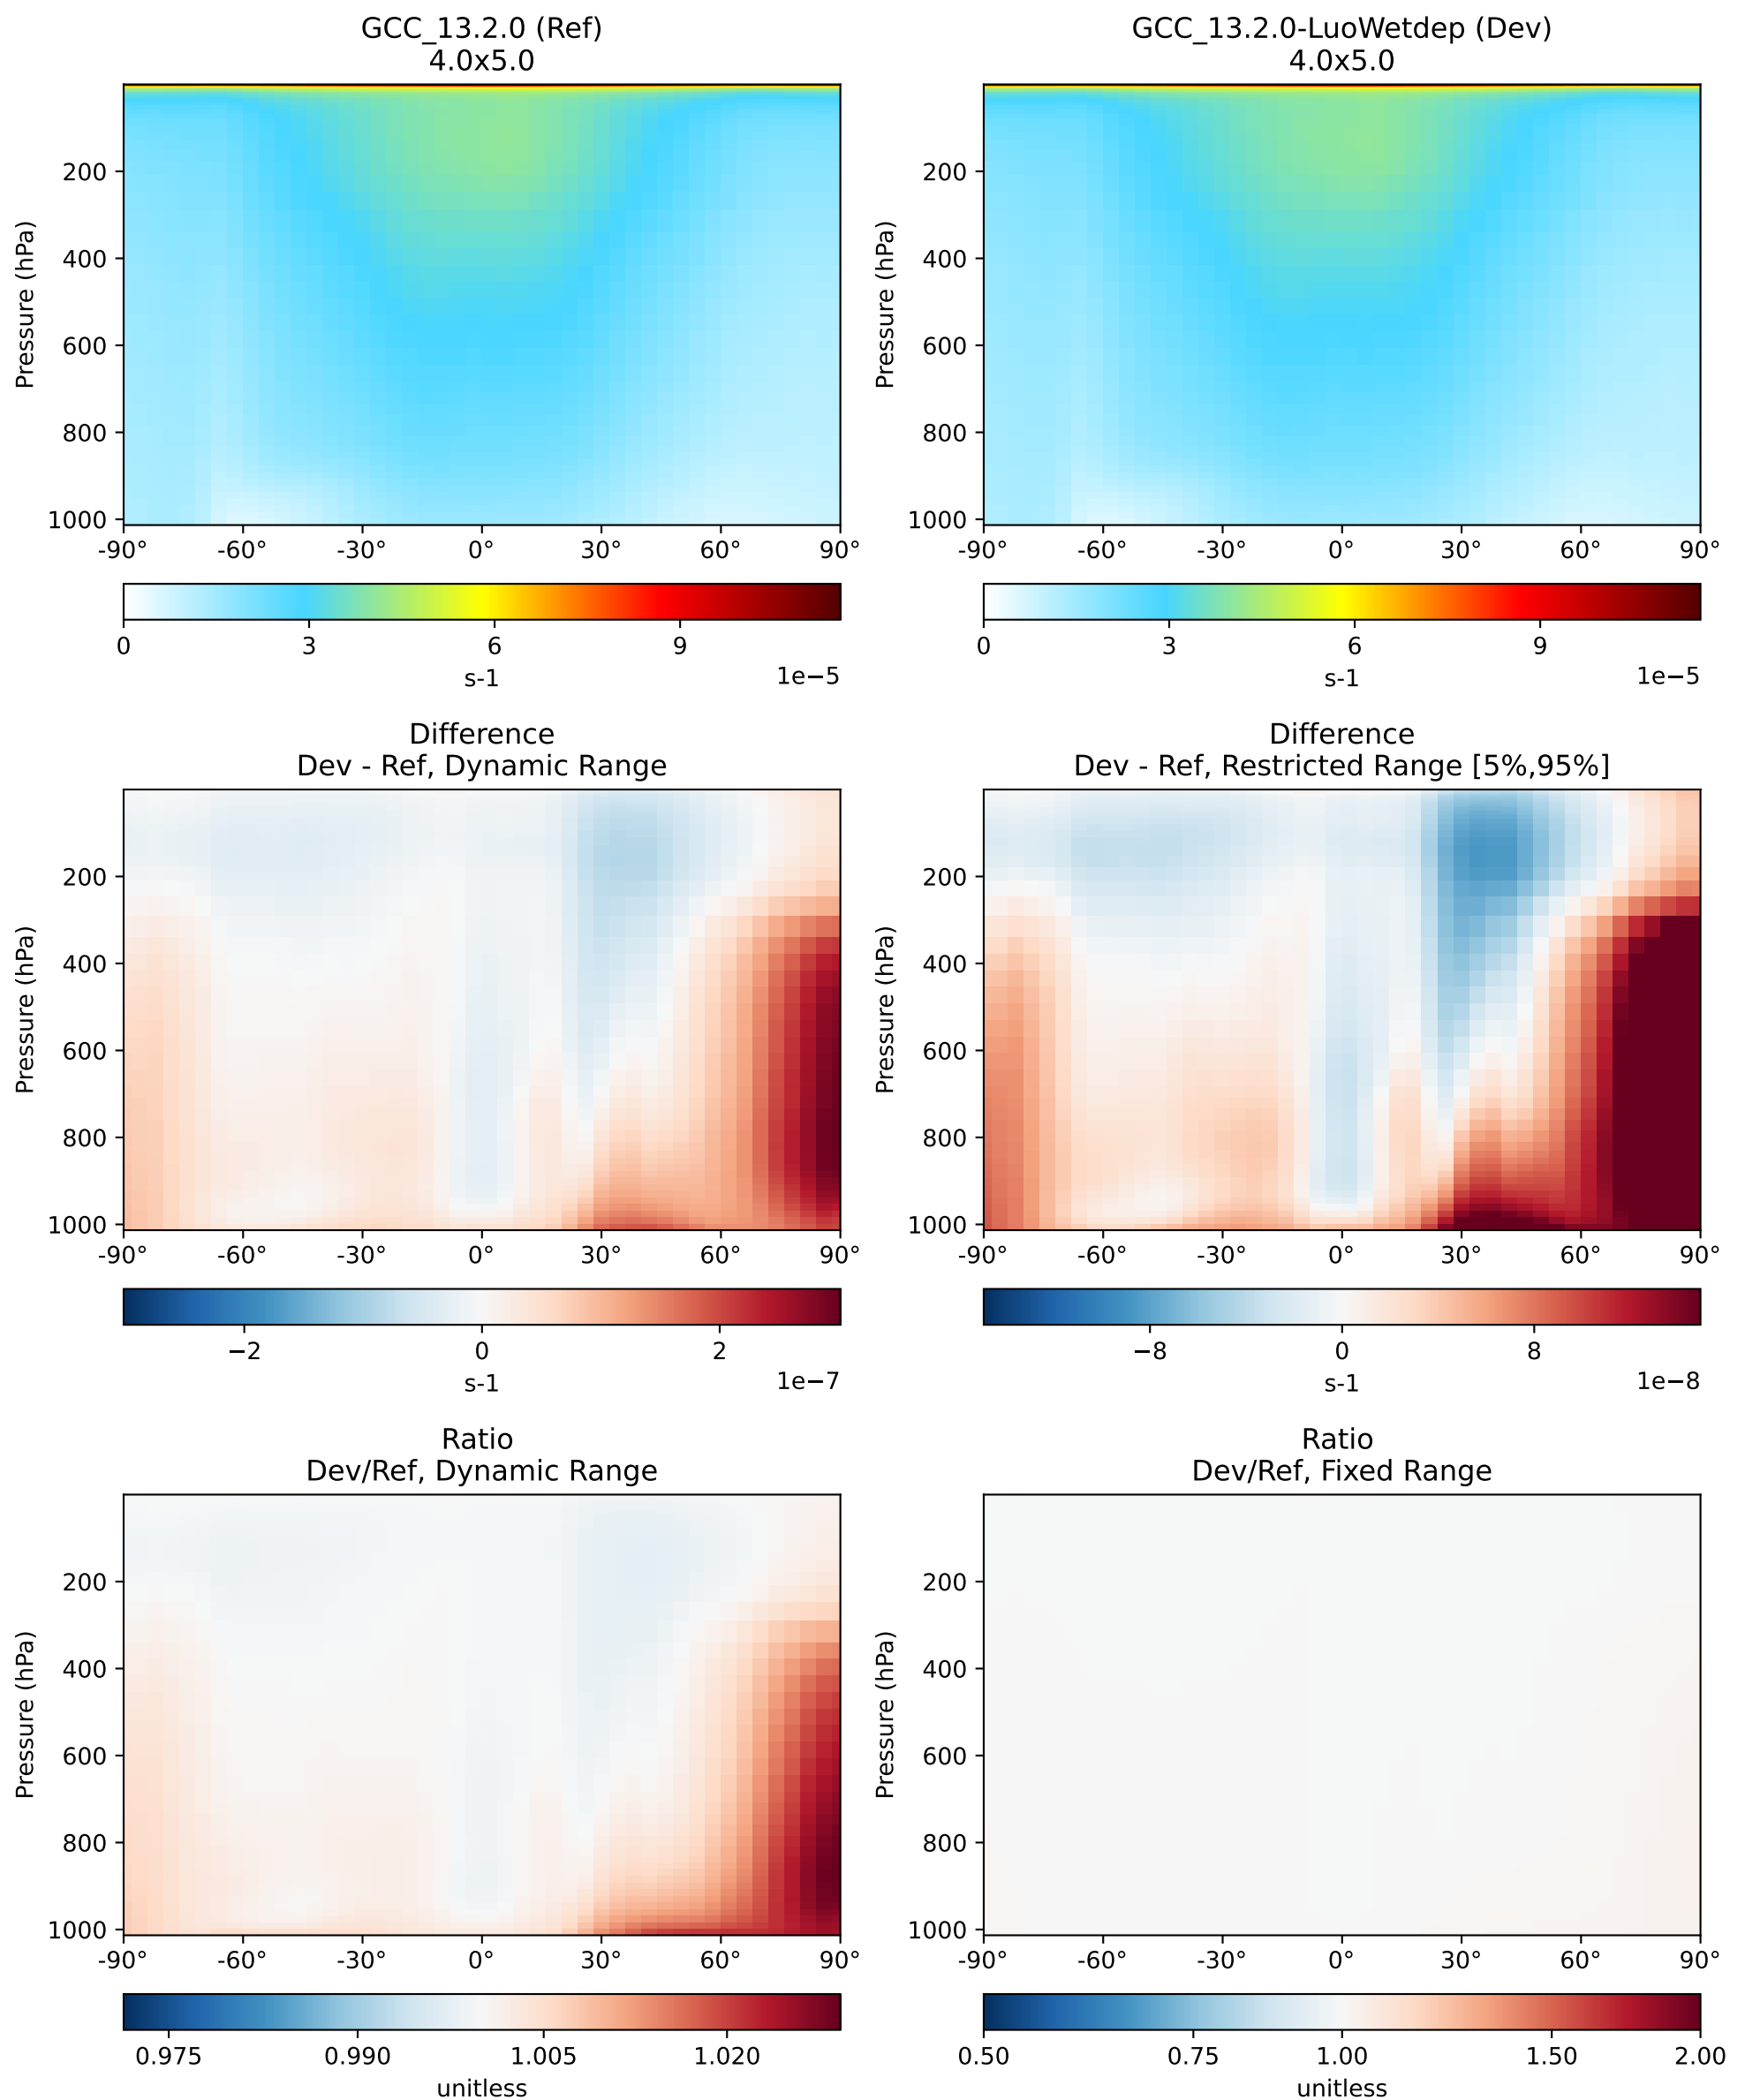 GCC_13.2.0 (Ref)
4.0x5.0
GCC_13.2.0-LuoWetdep (Dev)
4.0x5.0
Pressure (hPa)
200
400
600
800
1000
-90° -60° -30° 0° 30° 60° 90°
Pressure (hPa)
200
400
600
800
1000
-90° -60° -30° 0° 30° 60° 90°
0 3 6 9
s-1
1e−5
0 3 6 9
s-1
1e−5
Difference
Dev - Ref, Dynamic Range
Difference
Dev - Ref, Restricted Range [5%,95%]
Pressure (hPa)
200
400
600
800
1000
-90° -60° -30° 0° 30° 60° 90°
Pressure (hPa)
200
400
600
800
1000
-90° -60° -30° 0° 30° 60° 90°
−2 0 2
s-1
1e−7
−8 0 8
s-1
1e−8
Ratio
Dev/Ref, Dynamic Range
Ratio
Dev/Ref, Fixed Range
Pressure (hPa)
200
400
600
800
1000
-90° -60° -30° 0° 30° 60° 90°
Pressure (hPa)
200
400
600
800
1000
-90° -60° -30° 0° 30° 60° 90°
0.975 0.990 1.005 1.020
unitless
0.50 0.75 1.00 1.50 2.00
unitless